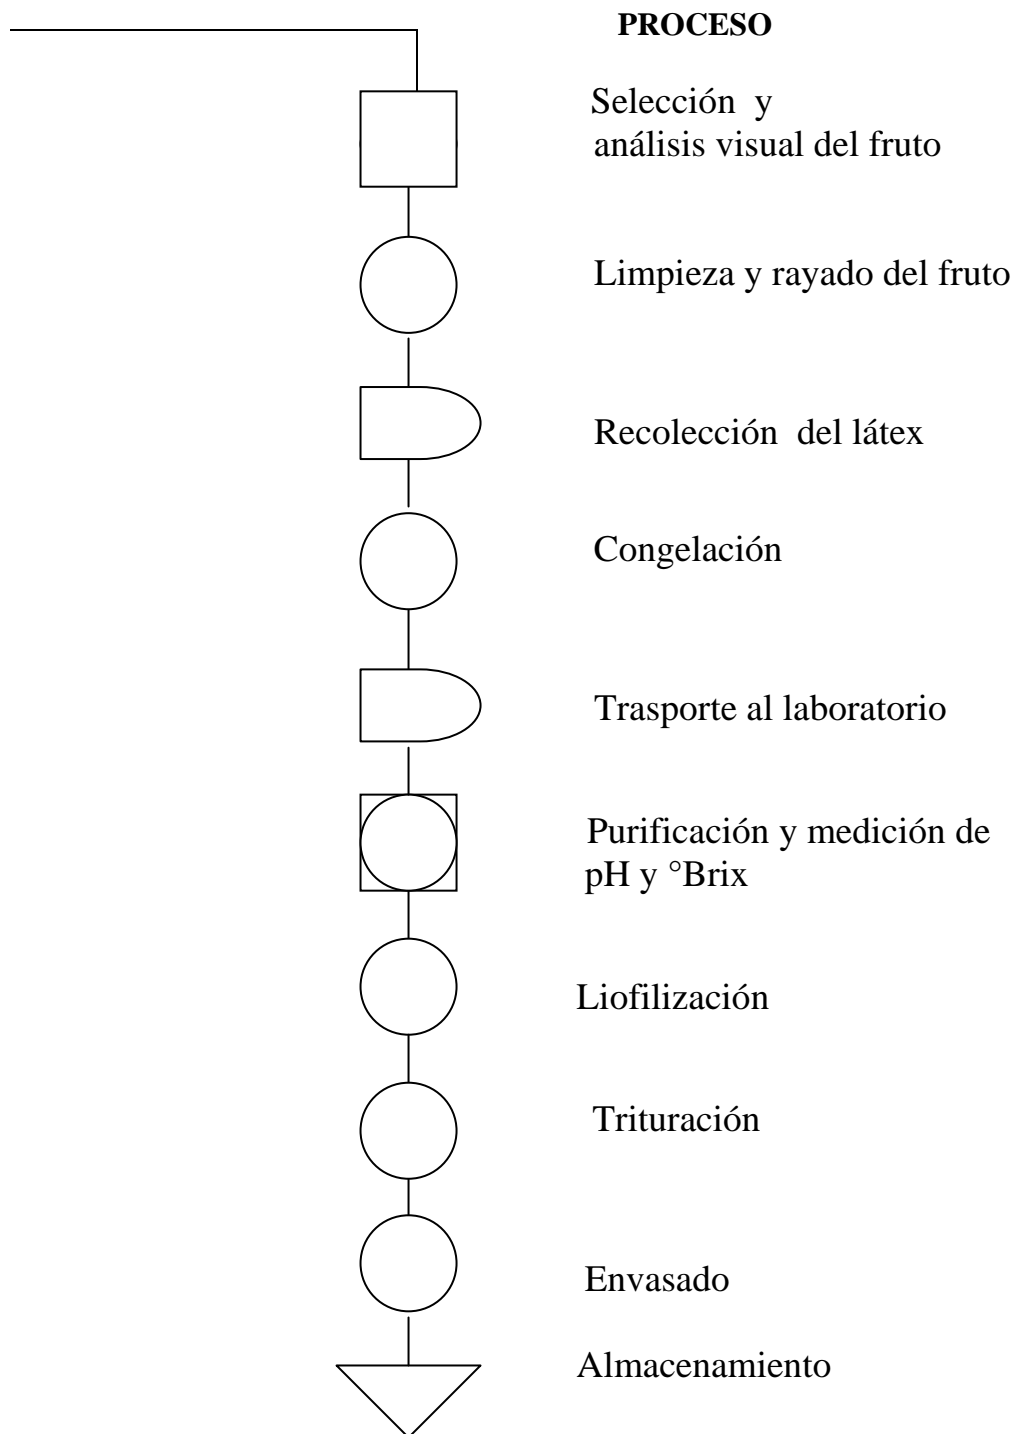 PROCESO
Selección y
análisis visual del fruto
Limpieza y rayado del fruto
Recolección del látex
Congelación
Trasporte al laboratorio
Purificación y medición de
pH y °Brix
Liofilización
Trituración
Envasado
Almacenamiento